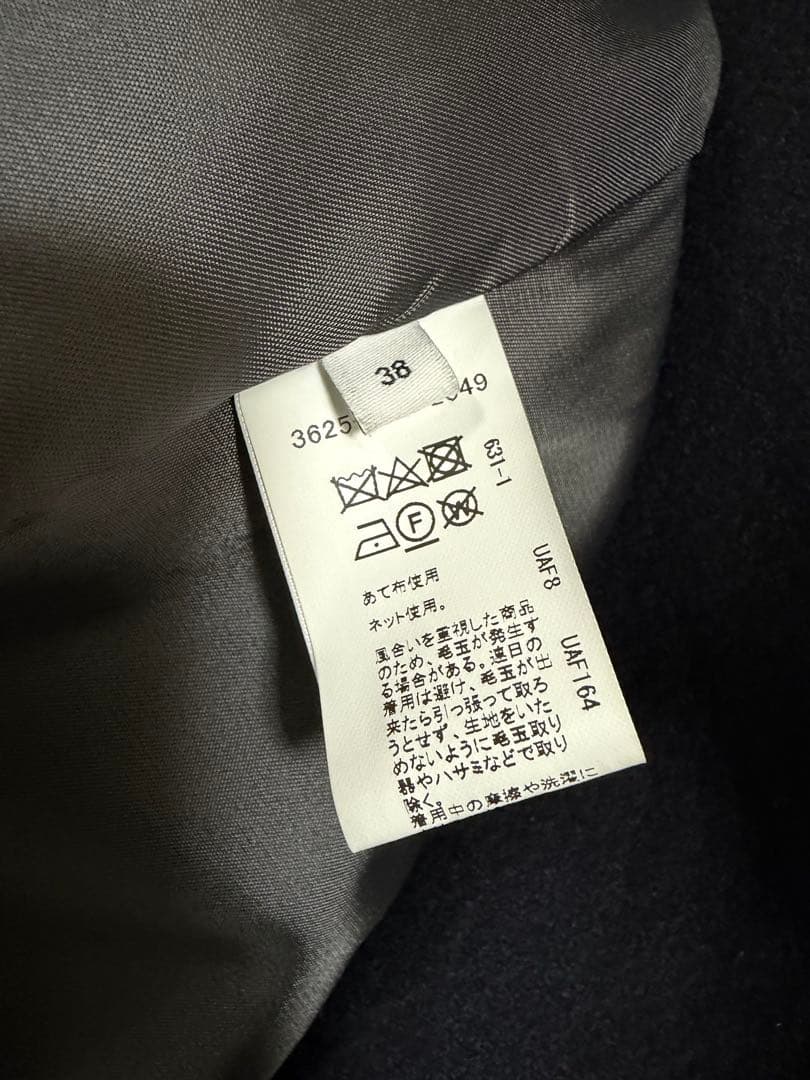 38
3625
049
631-1
F
W
UAF8
UAF164
あて布使用
ネット使用。
風合いを重視した商品
のため、毛玉が発生す
る場合がある。連日の
着用は避け、毛玉が出
来たら引っ張って取ろ
うとせず、生地をいた
めないように毛玉取り
器やハサミなどで取り
除く。
着用中の摩擦や洗濯に